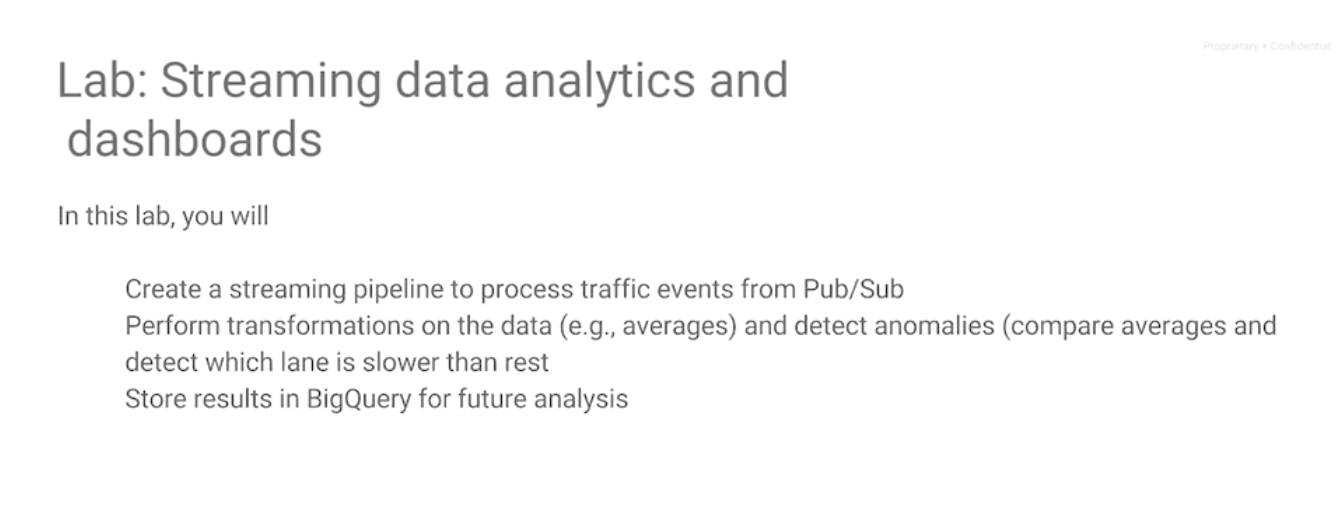 Proprietary + Confidential
Lab: Streaming data analytics and
dashboards
In this lab, you will
Create a streaming pipeline to process traffic events from Pub/Sub
Perform transformations on the data (e.g., averages) and detect anomalies (compare averages and
detect which lane is slower than rest
Store results in BigQuery for future analysis